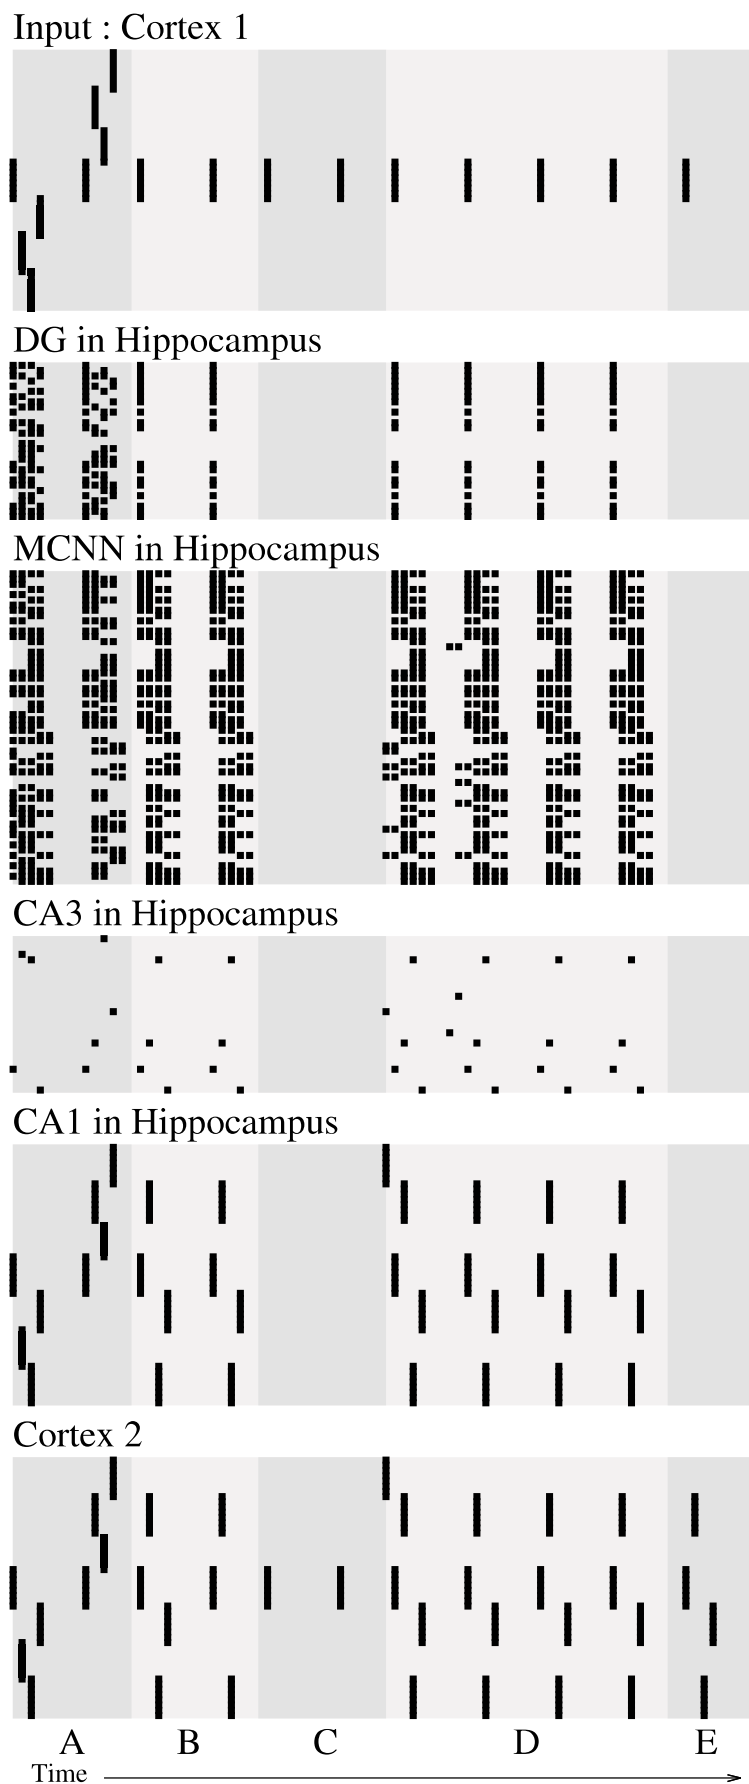 Input : Cortex 1
DG in Hippocampus
MCNN in Hippocampus
CA3 in Hippocampus
CA1 in Hippocampus
Cortex 2
A B C D E
Time